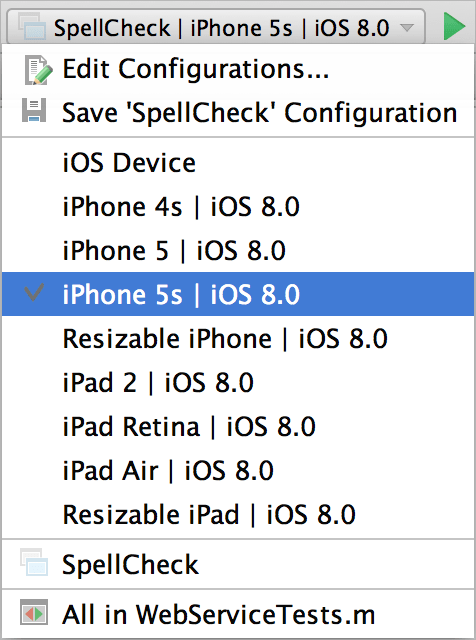 SpellCheck | iPhone 5s | iOS 8.0
Edit Configurations...
Save 'SpellCheck' Configuration
iOS Device
iPhone 4s | iOS 8.0
iPhone 5 | iOS 8.0
iPhone 5s | iOS 8.0
Resizable iPhone | iOS 8.0
iPad 2 | iOS 8.0
iPad Retina | iOS 8.0
iPad Air | iOS 8.0
Resizable iPad | iOS 8.0
SpellCheck
All in WebServiceTests.m